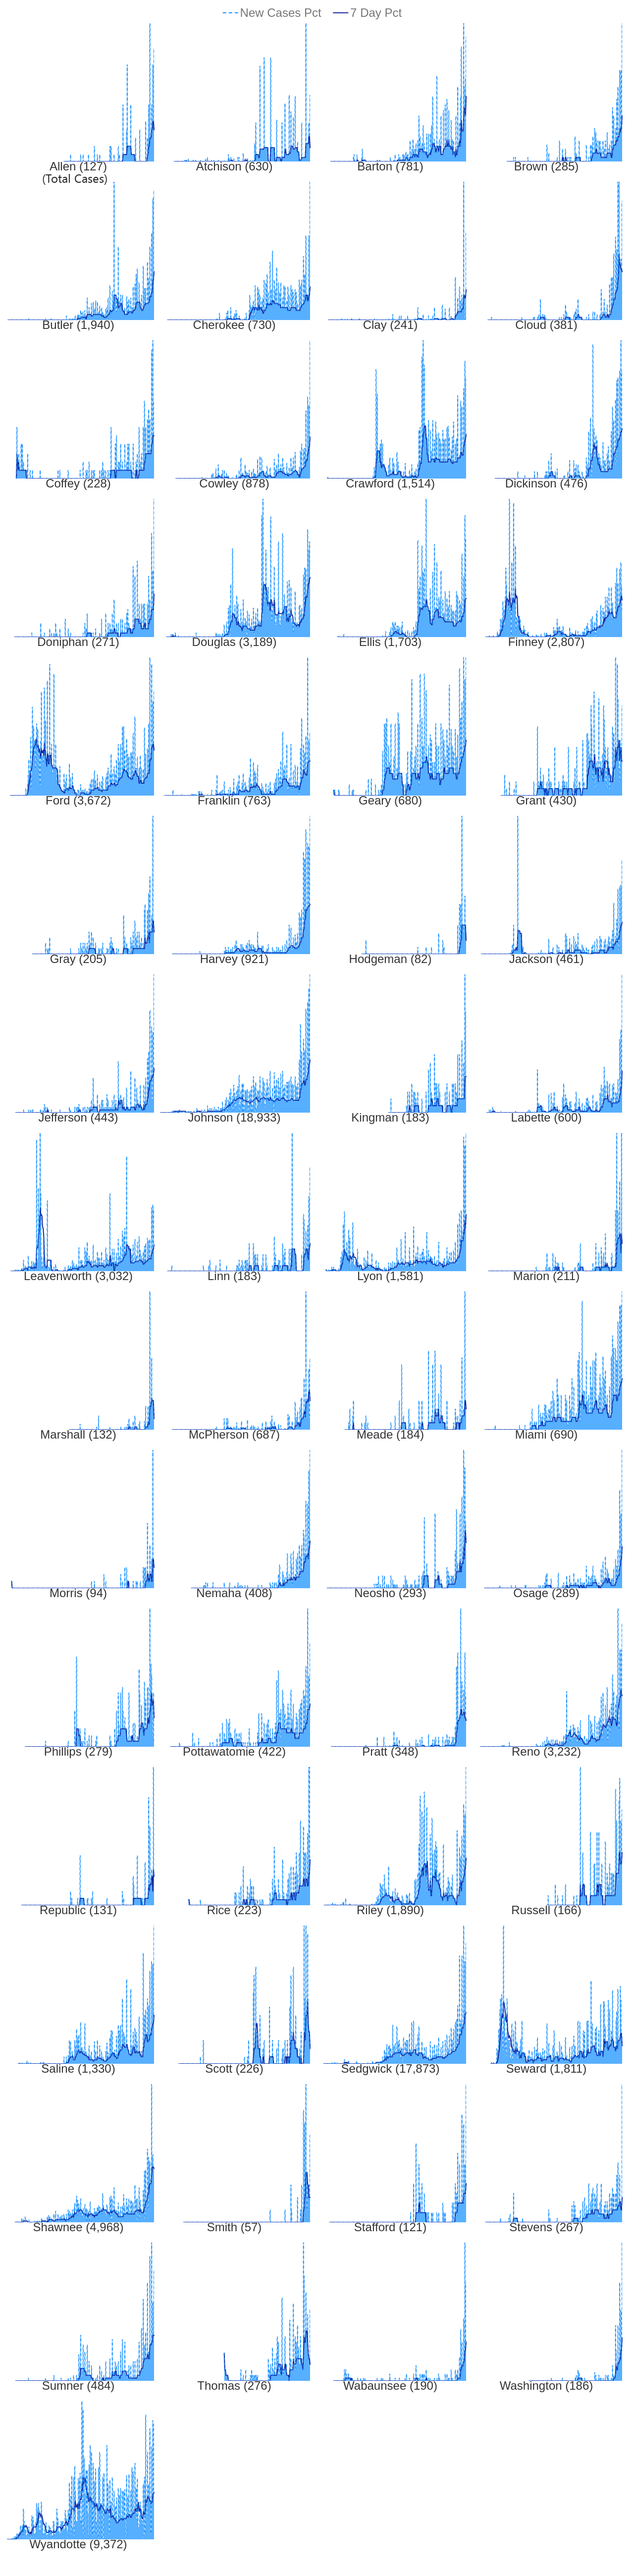 New Cases Pct 7 Day Pct
Allen (127) Atchison (630) Barton (781) Brown (285)
(Total Cases)
Butler (1,940) Cherokee (730) Clay (241) Cloud (381)
Coffey (228) Cowley (878) Crawford (1,514) Dickinson (476)
Doniphan (271) Douglas (3,189) Ellis (1,703) Finney (2,807)
Ford (3,672) Franklin (763) Geary (680) Grant (430)
Gray (205) Harvey (921) Hodgeman (82) Jackson (461)
Jefferson (443) Johnson (18,933) Kingman (183) Labette (600)
Leavenworth (3,032) Linn (183) Lyon (1,581) Marion (211)
Marshall (132) McPherson (687) Meade (184) Miami (690)
Morris (94) Nemaha (408) Neosho (293) Osage (289)
Phillips (279) Pottawatomie (422) Pratt (348) Reno (3,232)
Republic (131) Rice (223) Riley (1,890) Russell (166)
Saline (1,330) Scott (226) Sedgwick (17,873) Seward (1,811)
Shawnee (4,968) Smith (57) Stafford (121) Stevens (267)
Sumner (484) Thomas (276) Wabaunsee (190) Washington (186)
Wyandotte (9,372)